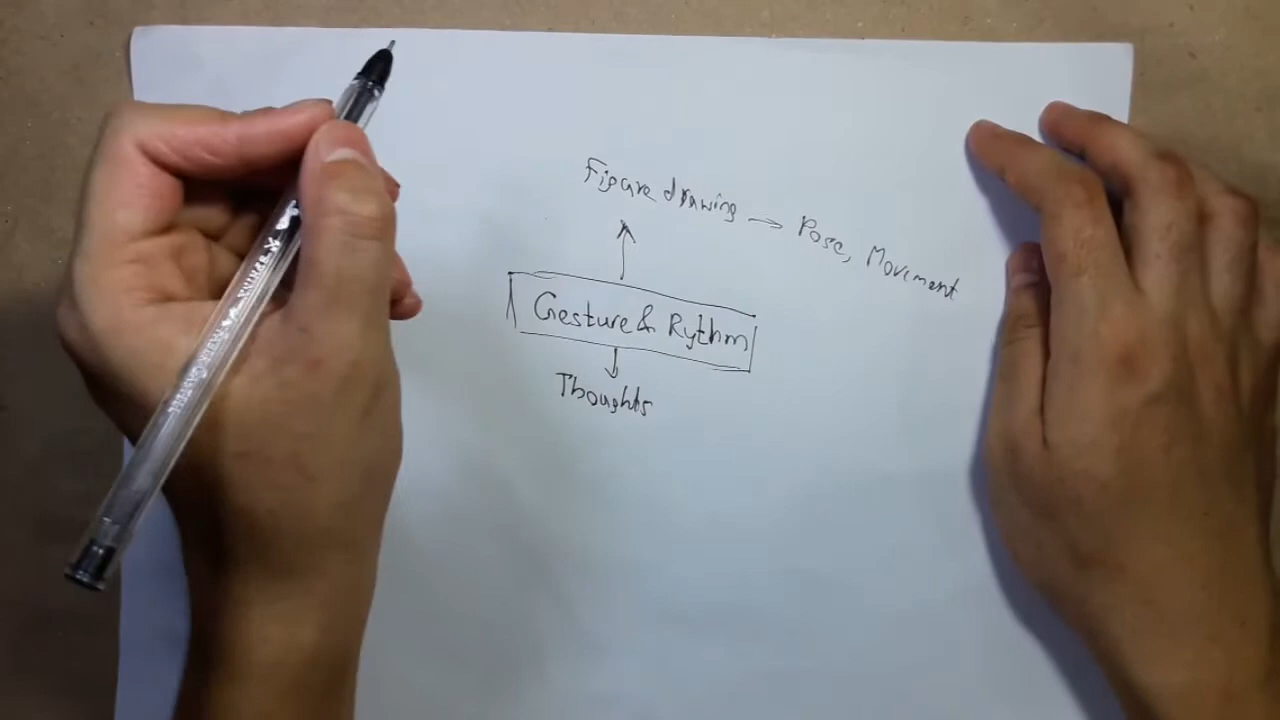 Figure drawing → Pose, Movement
Gesture & Rythm
Thoughts